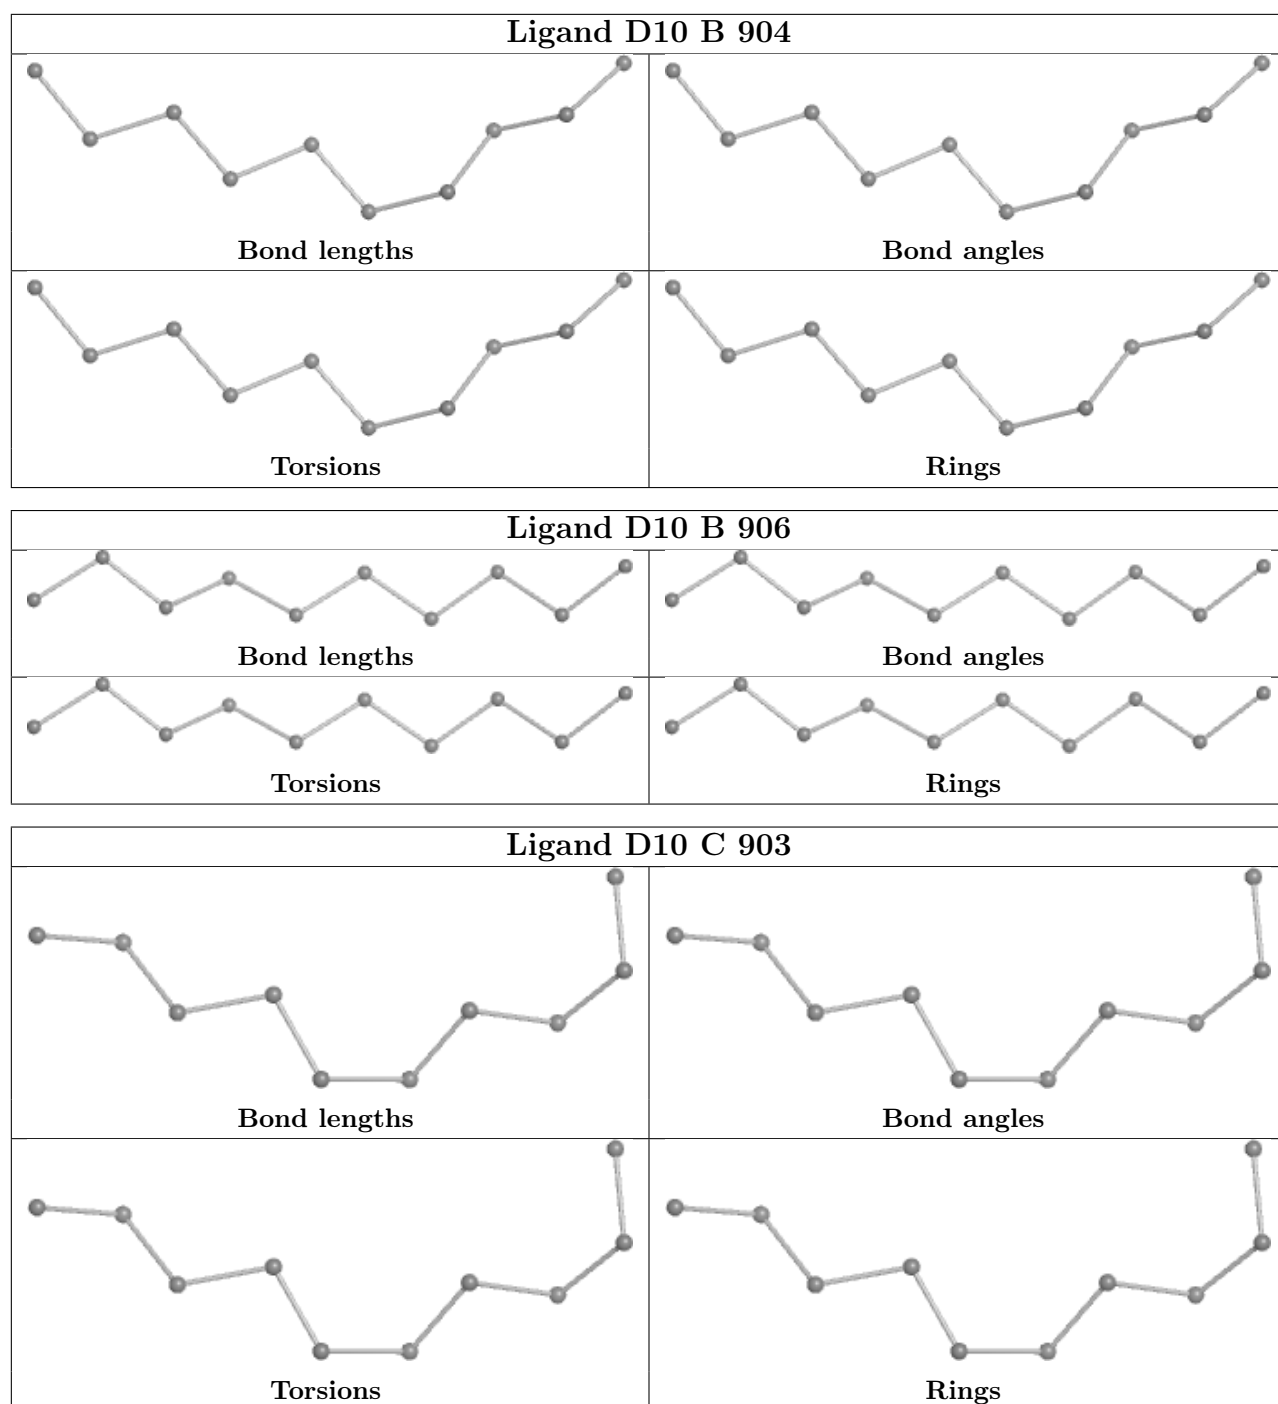 Ligand D10 B 904
Bond lengths
Bond angles
Torsions
Rings
Ligand D10 B 906
Bond lengths
Bond angles
Torsions
Rings
Ligand D10 C 903
Bond lengths
Bond angles
Torsions
Rings